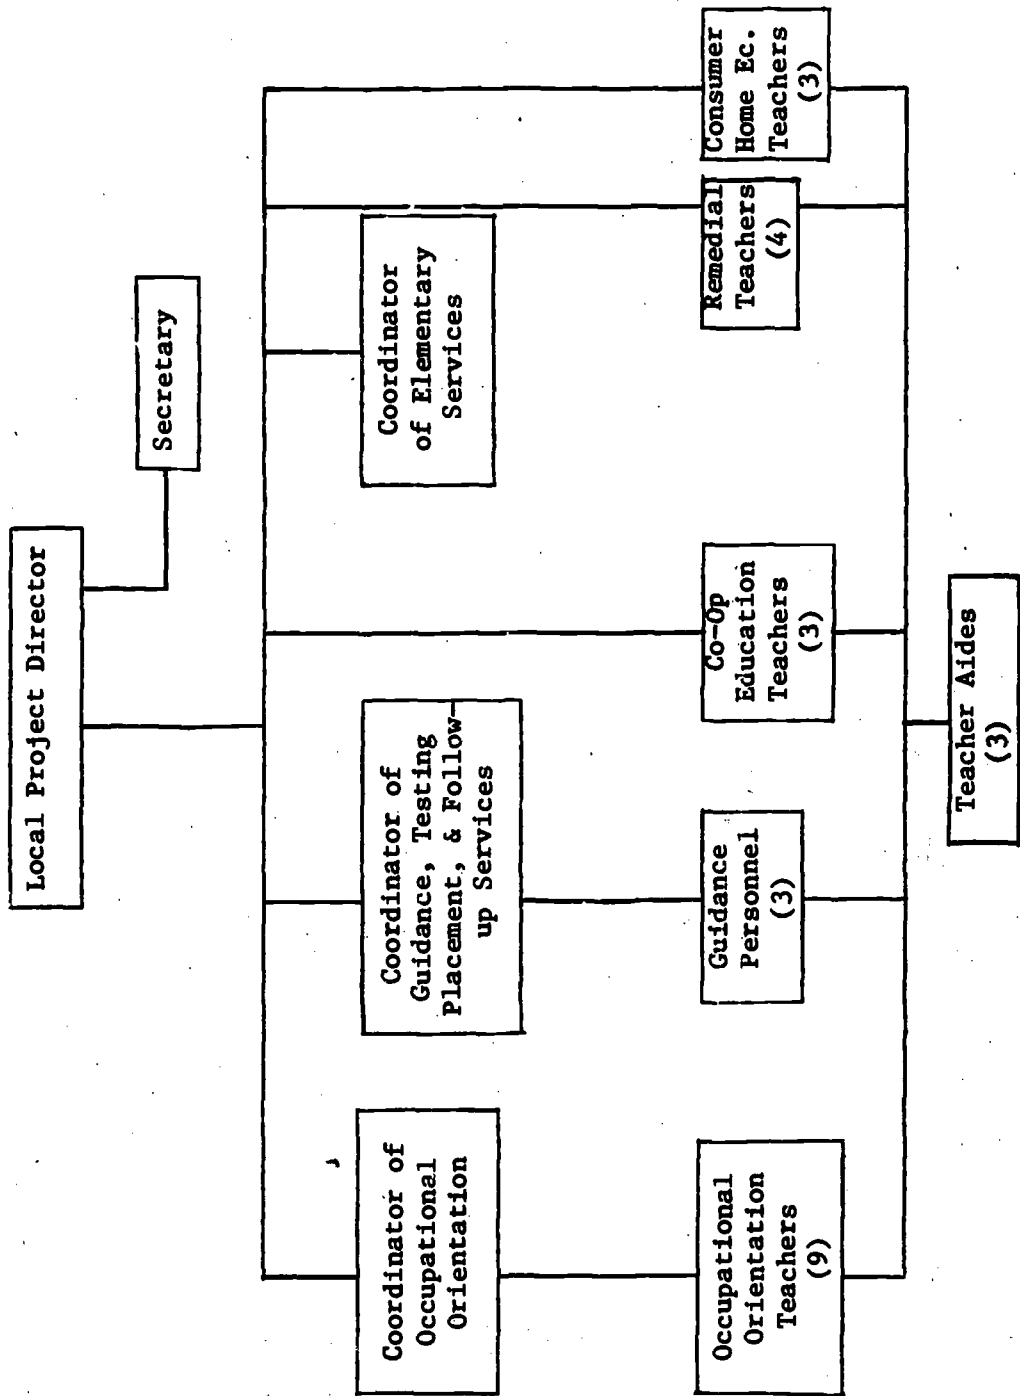 Local Project Director
Secretary
Coordinator of
Occupational
Orientation
Coordinator of
Guidance, Testing
Placement, & Follow-
up Services
Coordinator
of Elementary
Services
Occupational
Orientation
Teachers
(9)
Guidance
Personnel
(3)
Co-Op
Education
Teachers
(3)
Remedial
Teachers
(4)
Consumer
Home Ec.
Teachers
(3)
Teacher Aides
(3)